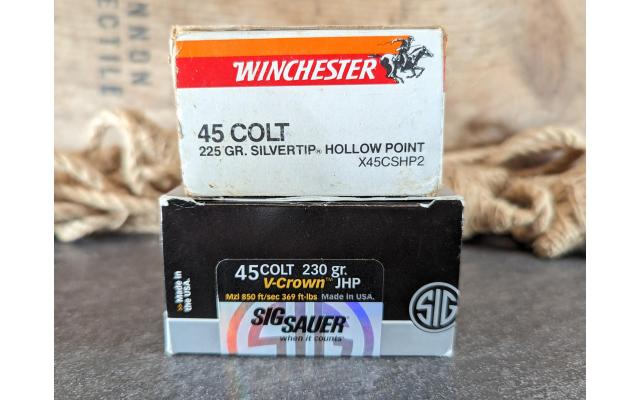 NNON
ECTILE
WINCHESTER
45 COLT
225 GR. SILVERTIP® HOLLOW POINT
X45CSHP2
Made in
the USA.
45 COLT 230 gr.
V-Crown™ JHP
Mzl 850 ft/sec 369 ft-lbs Made in USA.
SIG SAUER
when it counts
SIG
SIG